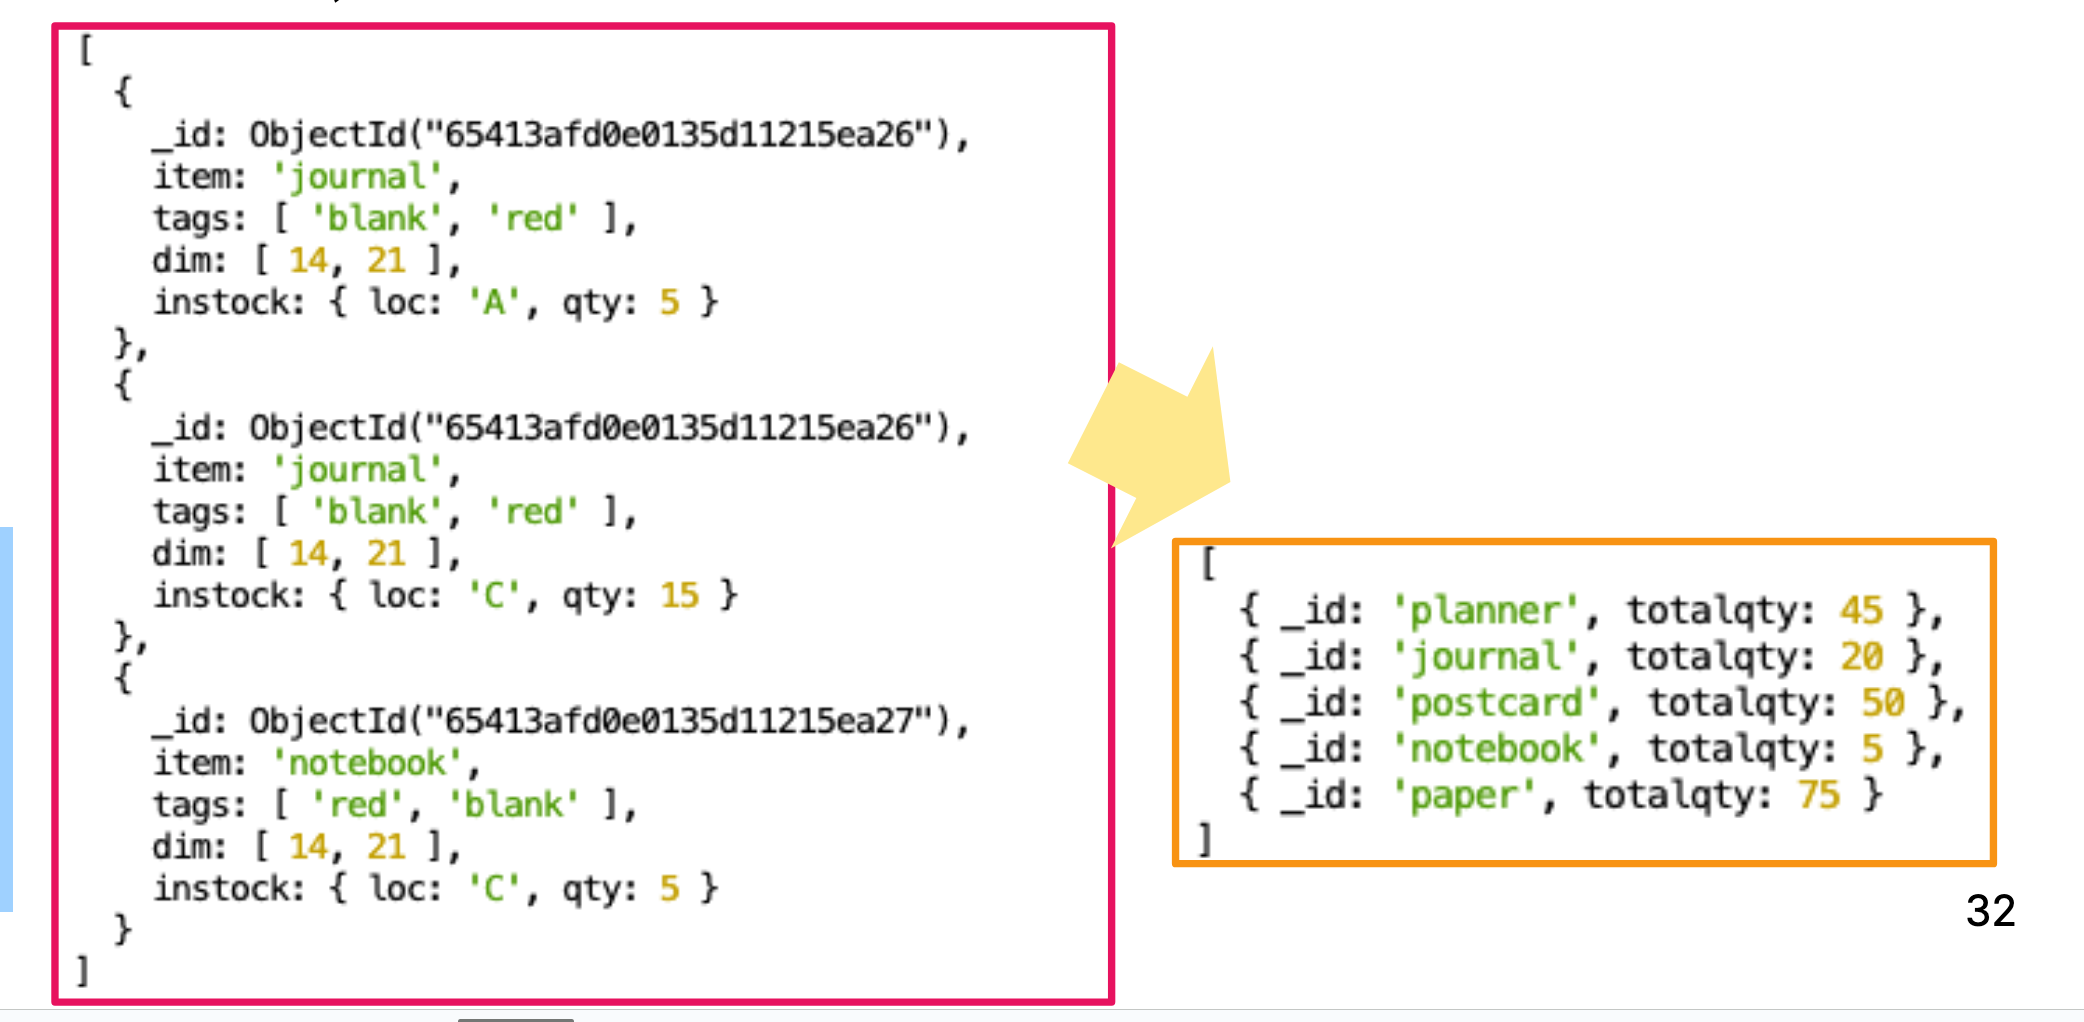 [
  {
    _id: ObjectId("65413afd0e0135d11215ea26"),
    item: 'journal',
    tags: [ 'blank', 'red' ],
    dim: [ 14, 21 ],
    instock: { loc: 'A', qty: 5 }
  },
  {
    _id: ObjectId("65413afd0e0135d11215ea26"),
    item: 'journal',
    tags: [ 'blank', 'red' ],
    dim: [ 14, 21 ],
    instock: { loc: 'C', qty: 15 }
  },
  {
    _id: ObjectId("65413afd0e0135d11215ea27"),
    item: 'notebook',
    tags: [ 'red', 'blank' ],
    dim: [ 14, 21 ],
    instock: { loc: 'C', qty: 5 }
  }
]
[
  { _id: 'planner', totalqty: 45 },
  { _id: 'journal', totalqty: 20 },
  { _id: 'postcard', totalqty: 50 },
  { _id: 'notebook', totalqty: 5 },
  { _id: 'paper', totalqty: 75 }
]
32